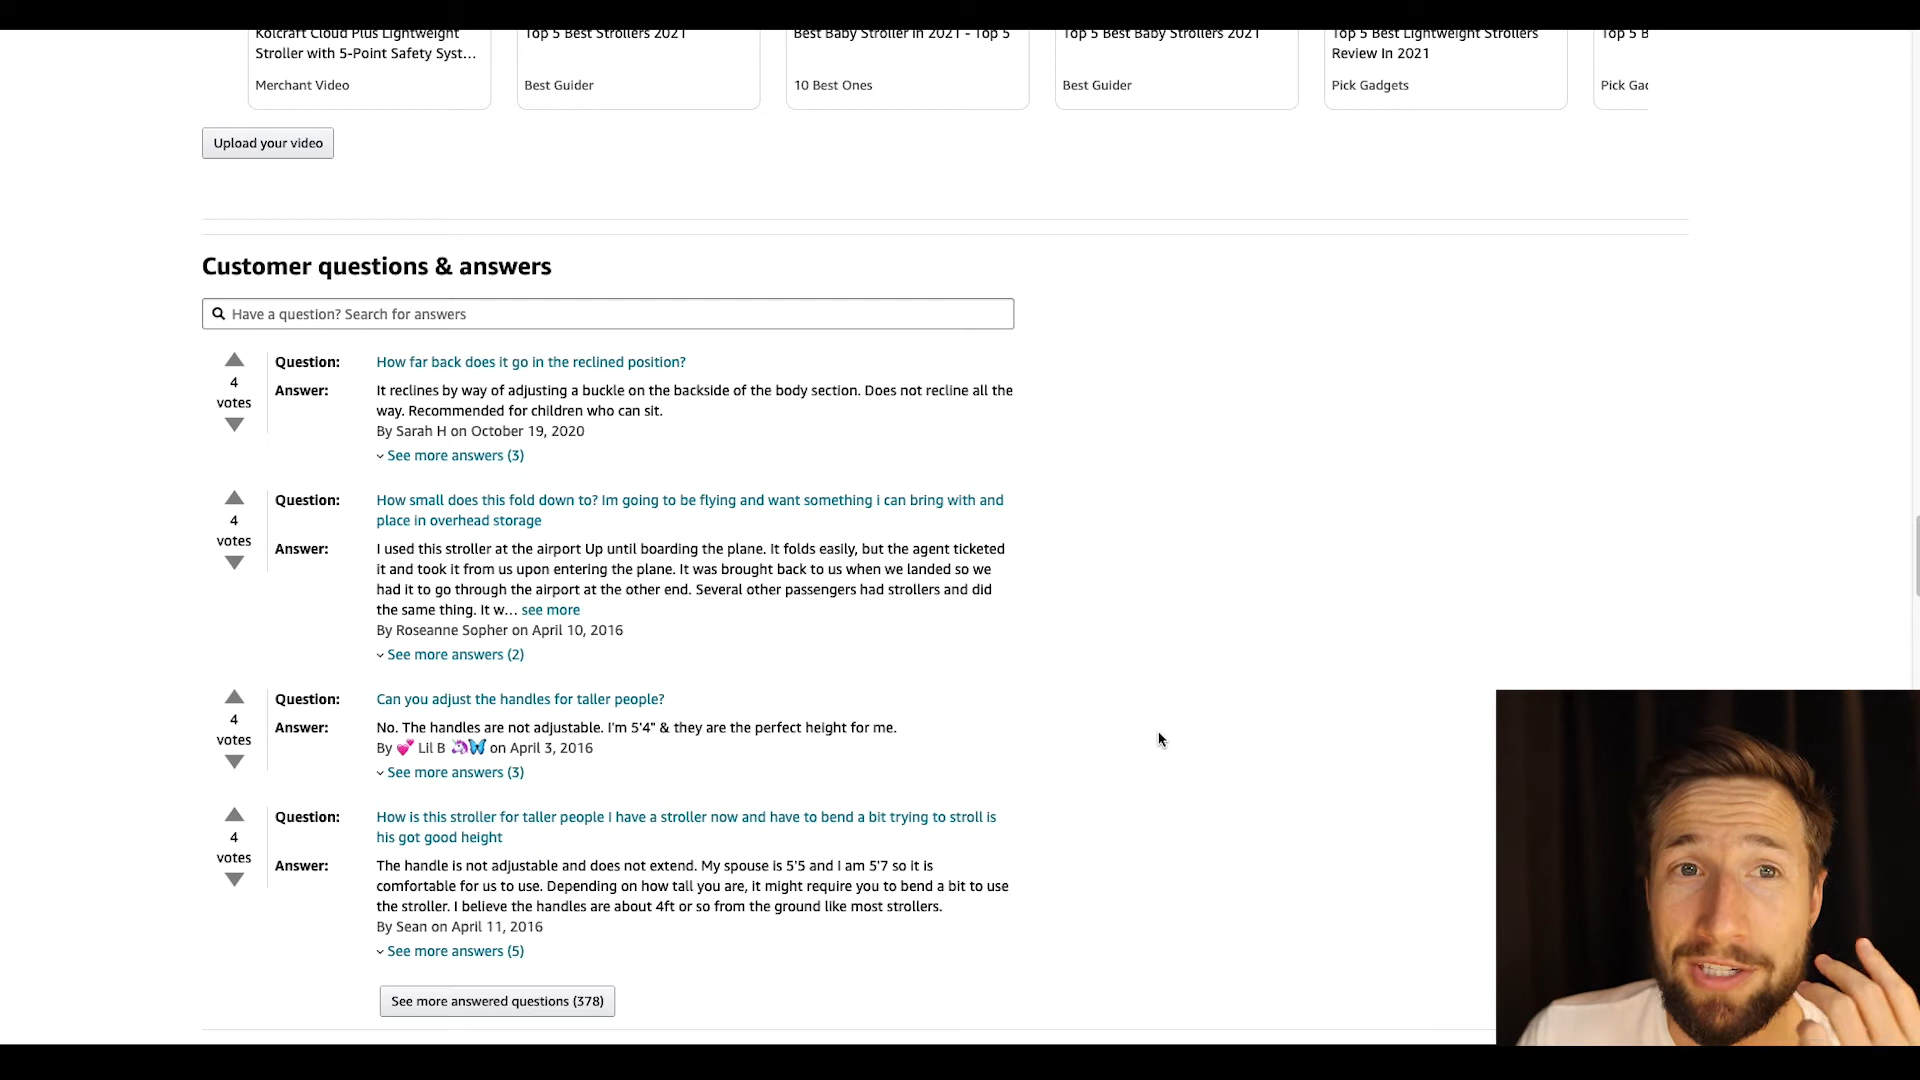 Kolcraft Cloud Plus Lightweight
Stroller with 5-Point Safety Syst...
Merchant Video
Top 5 Best Strollers 2021
Best Guider
Best Baby Stroller in 2021 - Top 5
10 Best Ones
Top 5 Best Baby Strollers 2021
Best Guider
Top 5 Best Lightweight Strollers
Review In 2021
Pick Gadgets
Top 5 B
Pick Gac
Upload your video
Customer questions & answers
Have a question? Search for answers
4
votes
Question: How far back does it go in the reclined position?
Answer: It reclines by way of adjusting a buckle on the backside of the body section. Does not recline all the
way. Recommended for children who can sit.
By Sarah H on October 19, 2020
See more answers (3)
4
votes
Question: How small does this fold down to? Im going to be flying and want something i can bring with and
place in overhead storage
Answer: I used this stroller at the airport Up until boarding the plane. It folds easily, but the agent ticketed
it and took it from us upon entering the plane. It was brought back to us when we landed so we
had it to go through the airport at the other end. Several other passengers had strollers and did
the same thing. It w... see more
By Roseanne Sopher on April 10, 2016
See more answers (2)
4
votes
Question: Can you adjust the handles for taller people?
Answer: No. The handles are not adjustable. I'm 5'4" & they are the perfect height for me.
By 💕 Lil B 🦄🦋 on April 3, 2016
See more answers (3)
4
votes
Question: How is this stroller for taller people I have a stroller now and have to bend a bit trying to stroll is
his got good height
Answer: The handle is not adjustable and does not extend. My spouse is 5'5 and I am 5'7 so it is
comfortable for us to use. Depending on how tall you are, it might require you to bend a bit to use
the stroller. I believe the handles are about 4ft or so from the ground like most strollers.
By Sean on April 11, 2016
See more answers (5)
See more answered questions (378)